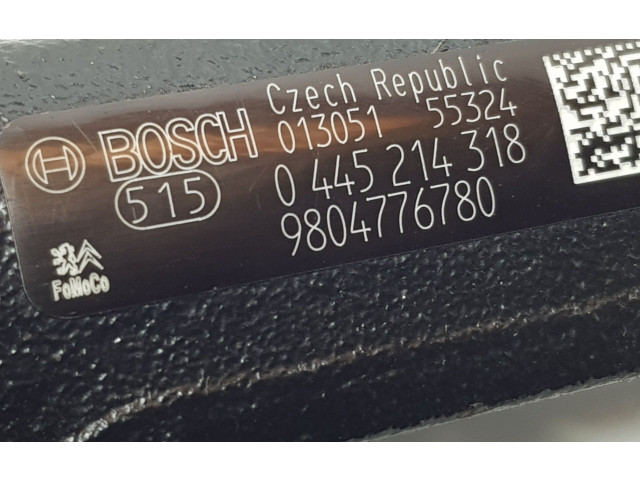 BOSCH
515
FoMoCo
Czech Republic
013051 55324
0 445 214 318
9804776780